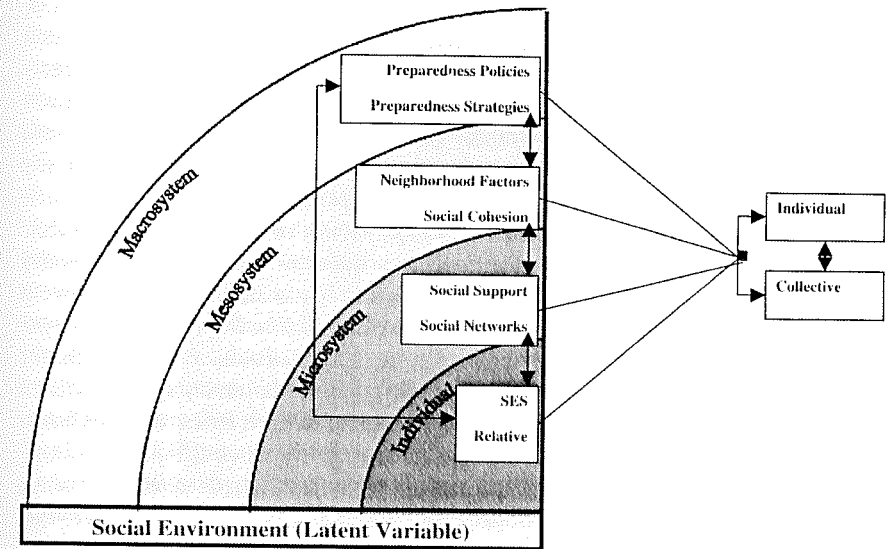 Preparedness Policies
Preparedness Strategies
Neighborhood Factors
Social Cohesion
Social Support
Social Networks
SES
Relative
Macrosystem
Mesosystem
Microsystem
Individual/
Individual
Collective
Social Environment (Latent Variable)